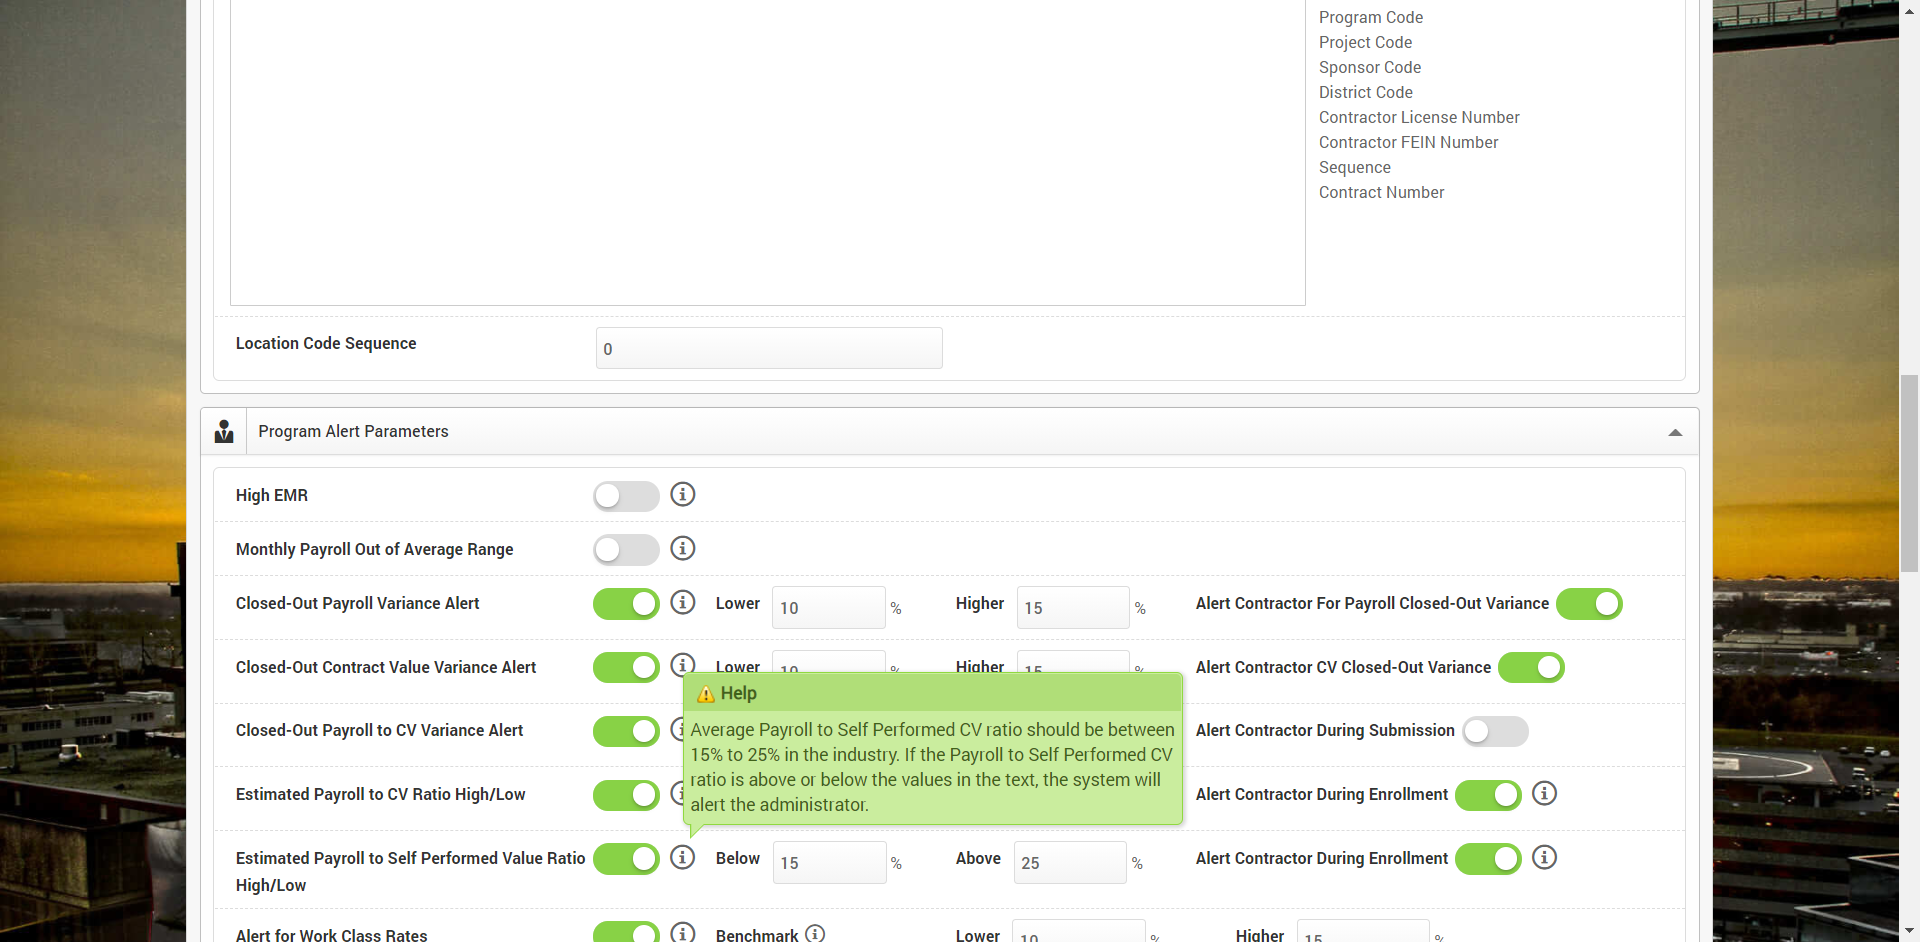 Program Code
Project Code
Sponsor Code
District Code
Contractor License Number
Contractor FEIN Number
Sequence
Contract Number
Location Code Sequence 0
Program Alert Parameters
High EMR
Monthly Payroll Out of Average Range
Closed-Out Payroll Variance Alert Lower 10 % Higher 15 % Alert Contractor For Payroll Closed-Out Variance
Closed-Out Contract Value Variance Alert Lower 10 % Higher 15 % Alert Contractor CV Closed-Out Variance
Help
Closed-Out Payroll to CV Variance Alert Alert Contractor During Submission
Average Payroll to Self Performed CV ratio should be between
15% to 25% in the industry. If the Payroll to Self Performed CV
ratio is above or below the values in the text, the system will
alert the administrator.
Estimated Payroll to CV Ratio High/Low Alert Contractor During Enrollment
Estimated Payroll to Self Performed Value Ratio Below 15 % Above 25 % Alert Contractor During Enrollment
High/Low
Alert for Work Class Rates Benchmark Lower 10 % Higher 15 %